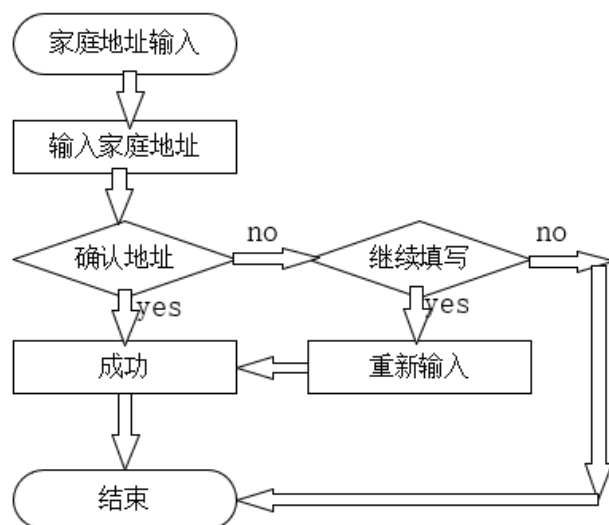 家庭地址输入
输入家庭地址
确认地址
no
继续填写
no
yes
yes
成功
重新输入
结束